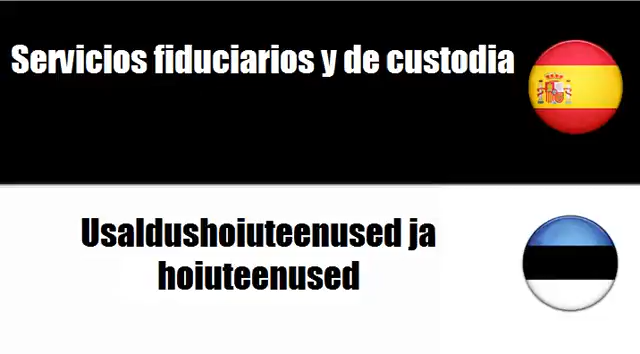 Servicios fiduciarios y de custodia
Usaldushoiuteenused ja
hoiuteenused